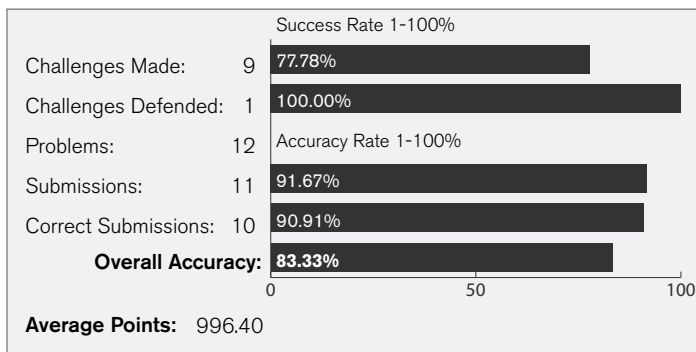 Success Rate 1-100%
Challenges Made: 9 77.78%
Challenges Defended: 1 100.00%
Problems: 12 Accuracy Rate 1-100%
Submissions: 11 91.67%
Correct Submissions: 10 90.91%
Overall Accuracy: 83.33%
0 50 100
Average Points: 996.40